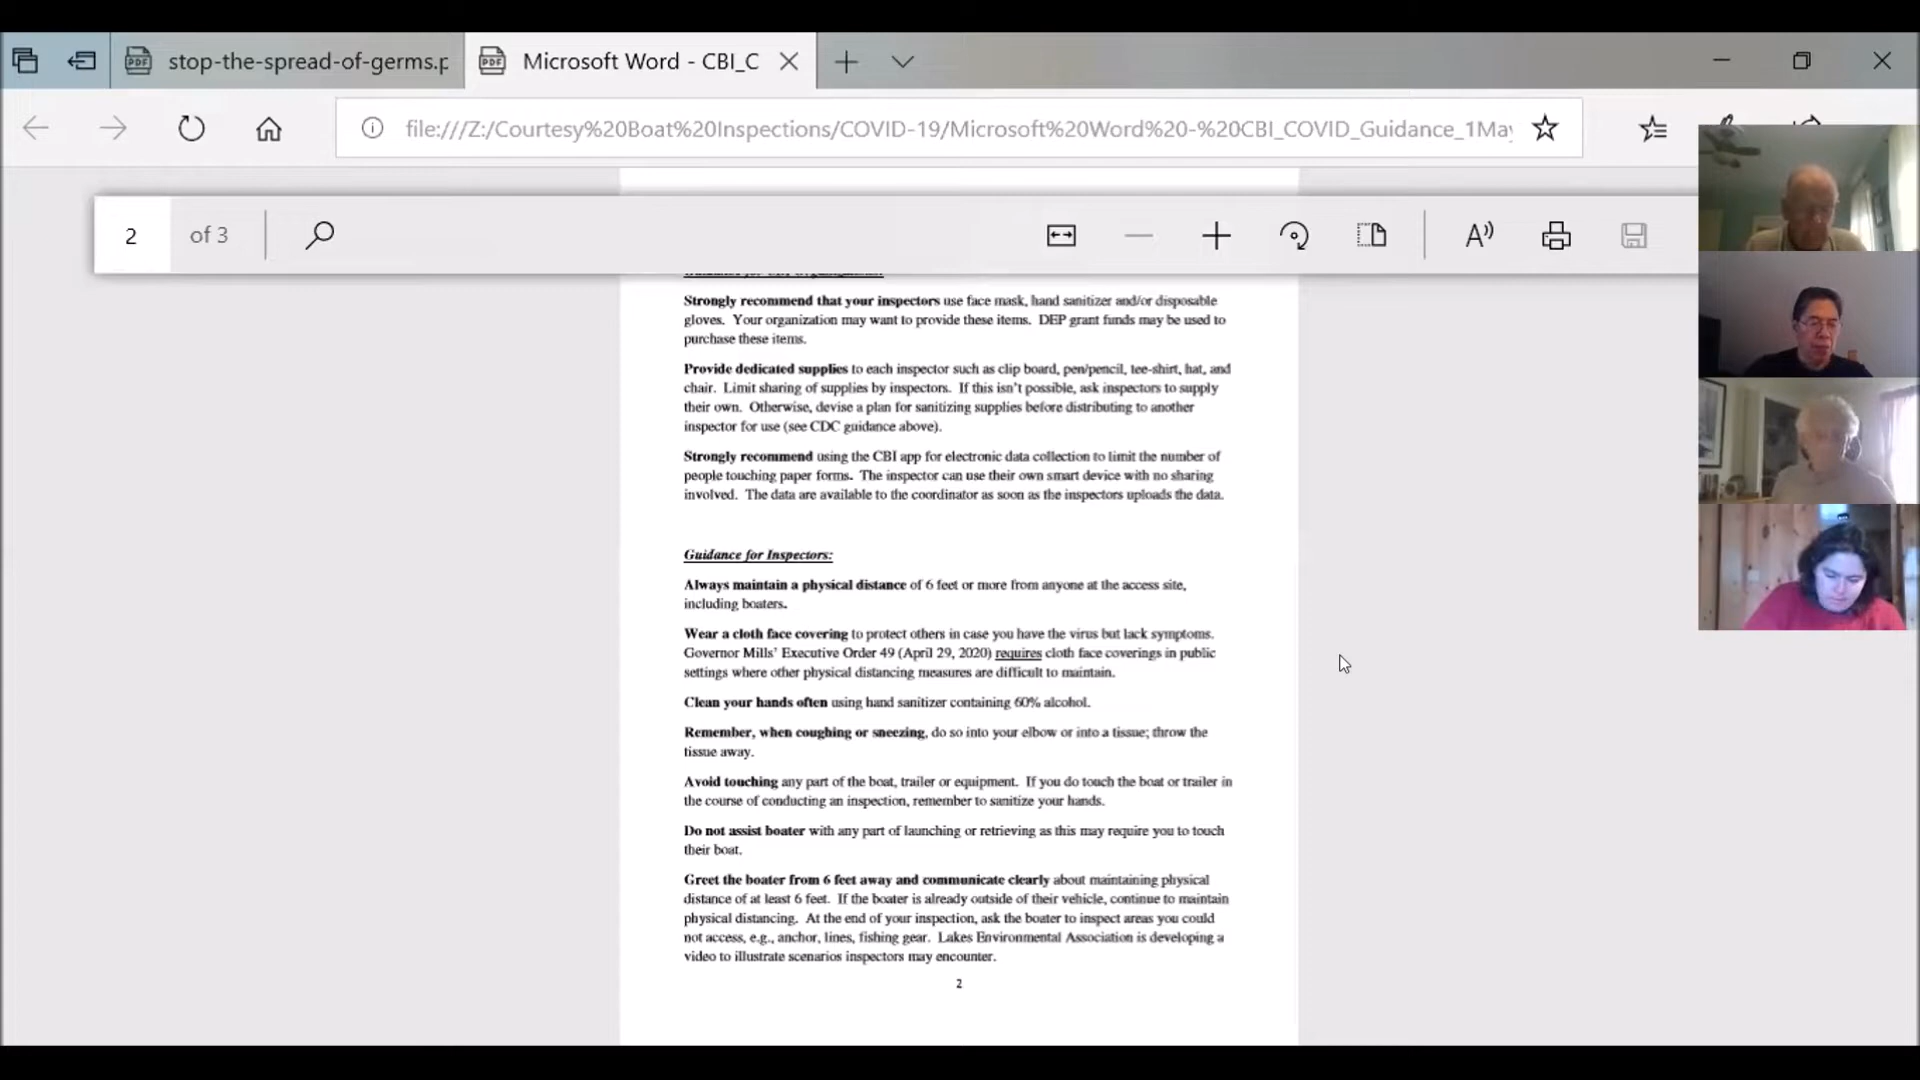 stop-the-spread-of-germs.p
Microsoft Word - CBI_C
file:///Z:/Courtesy%20Boat%20Inspections/COVID-19/Microsoft%20Word%20-%20CBI_COVID_Guidance_1May
2 of 3
Strongly recommend that your inspectors use face mask, hand sanitizer and/or disposable
gloves. Your organization may want to provide these items. DEP grant funds may be used to
purchase these items.
Provide dedicated supplies to each inspector such as clip board, pen/pencil, tee-shirt, hat, and
chair. Limit sharing of supplies by inspectors. If this isn't possible, ask inspectors to supply
their own. Otherwise, devise a plan for sanitizing supplies before distributing to another
inspector for use (see CDC guidance above).
Strongly recommend using the CBI app for electronic data collection to limit the number of
people touching paper forms. The inspector can use their own smart device with no sharing
involved. The data are available to the coordinator as soon as the inspectors uploads the data.
Guidance for Inspectors:
Always maintain a physical distance of 6 feet or more from anyone at the access site,
including boaters.
Wear a cloth face covering to protect others in case you have the virus but lack symptoms.
Governor Mills' Executive Order 49 (April 29, 2020) requires cloth face coverings in public
settings where other physical distancing measures are difficult to maintain.
Clean your hands often using hand sanitizer containing 60% alcohol.
Remember, when coughing or sneezing, do so into your elbow or into a tissue; throw the
tissue away.
Avoid touching any part of the boat, trailer or equipment. If you do touch the boat or trailer in
the course of conducting an inspection, remember to sanitize your hands.
Do not assist boater with any part of launching or retrieving as this may require you to touch
their boat.
Greet the boater from 6 feet away and communicate clearly about maintaining physical
distance of at least 6 feet. If the boater is already outside of their vehicle, continue to maintain
physical distancing. At the end of your inspection, ask the boater to inspect areas you could
not access, e.g., anchor, lines, fishing gear. Lakes Environmental Association is developing a
video to illustrate scenarios inspectors may encounter.
2